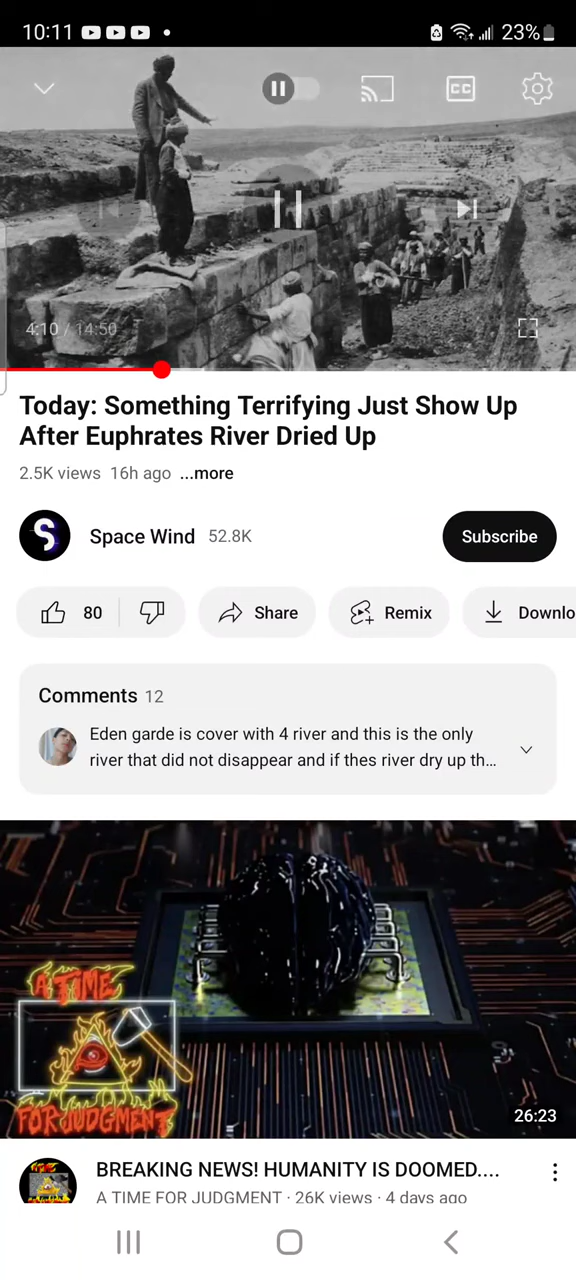 10:11
23%
CC
4:10 / 14:50
Today: Something Terrifying Just Show Up
After Euphrates River Dried Up
2.5K views 16h ago ...more
Space Wind 52.8K
Subscribe
80
Share
Remix
Downlo
Comments 12
Eden garde is cover with 4 river and this is the only
river that did not disappear and if thes river dry up th...
A TIME
FOR JUDGMENT
26:23
BREAKING NEWS! HUMANITY IS DOOMED....
A TIME FOR JUDGMENT · 26K views · 4 days ago